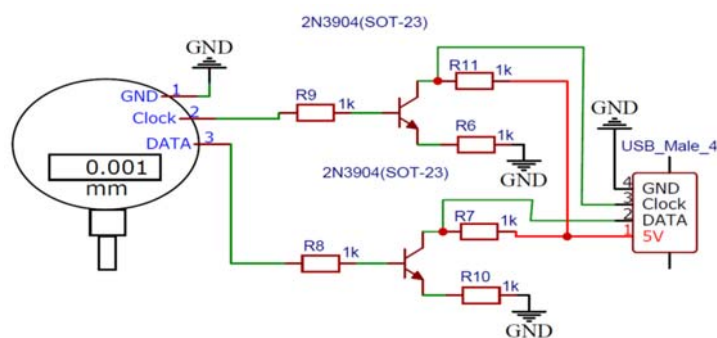 2N3904(SOT-23)
GND
R11
1k
GND 1
Clock 2
DATA 3
R9
1k
R6
1k
GND
GND
USB_Male_4
0.001
mm
2N3904(SOT-23)
4 GND
3 Clock
2 DATA
1 5V
R7
1k
R8
1k
R10
1k
GND